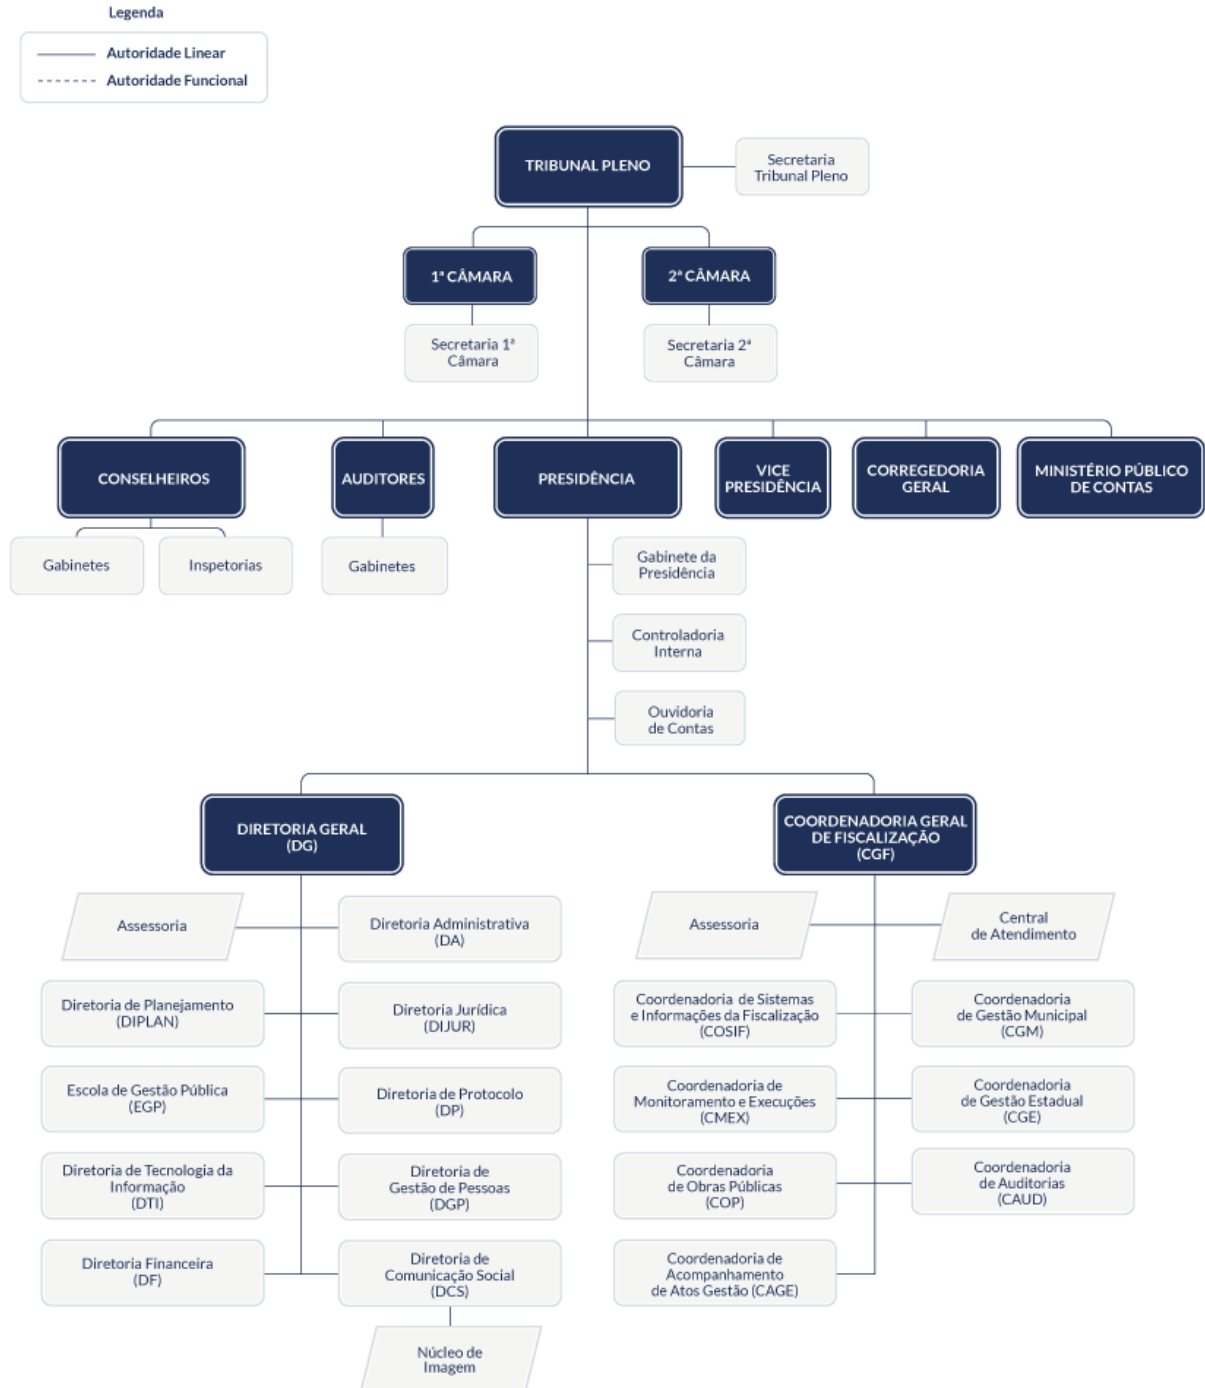 Legenda
Autoridade Linear
Autoridade Funcional
TRIBUNAL PLENO
Secretaria
Tribunal Pleno
1ª CÂMARA
2ª CÂMARA
Secretaria 1ª
Câmara
Secretaria 2ª
Câmara
CONSELHEIROS
AUDITORES
PRESIDÊNCIA
VICE
PRESIDÊNCIA
CORREGEDORIA
GERAL
MINISTÉRIO PÚBLICO
DE CONTAS
Gabinetes
Inspetorias
Gabinetes
Gabinete da
Presidência
Controladoria
Interna
Ouvidoria
de Contas
DIRETORIA GERAL
(DG)
COORDENADORIA GERAL
DE FISCALIZAÇÃO
(CGF)
Assessoria
Diretoria Administrativa
(DA)
Assessoria
Central
de Atendimento
Diretoria de Planejamento
(DIPLAN)
Diretoria Jurídica
(DIJUR)
Coordenadoria de Sistemas
e Informações da Fiscalização
(COSIF)
Coordenadoria
de Gestão Municipal
(CGM)
Escola de Gestão Pública
(EGP)
Diretoria de Protocolo
(DP)
Coordenadoria de
Monitoramento e Execuções
(CMEX)
Coordenadoria
de Gestão Estadual
(CGE)
Diretoria de Tecnologia da
Informação
(DTI)
Diretoria de
Gestão de Pessoas
(DGP)
Coordenadoria
de Obras Públicas
(COP)
Coordenadoria
de Auditorias
(CAUD)
Diretoria Financeira
(DF)
Diretoria de
Comunicação Social
(DCS)
Coordenadoria de
Acompanhamento
de Atos Gestão (CAGE)
Núcleo de
Imagem